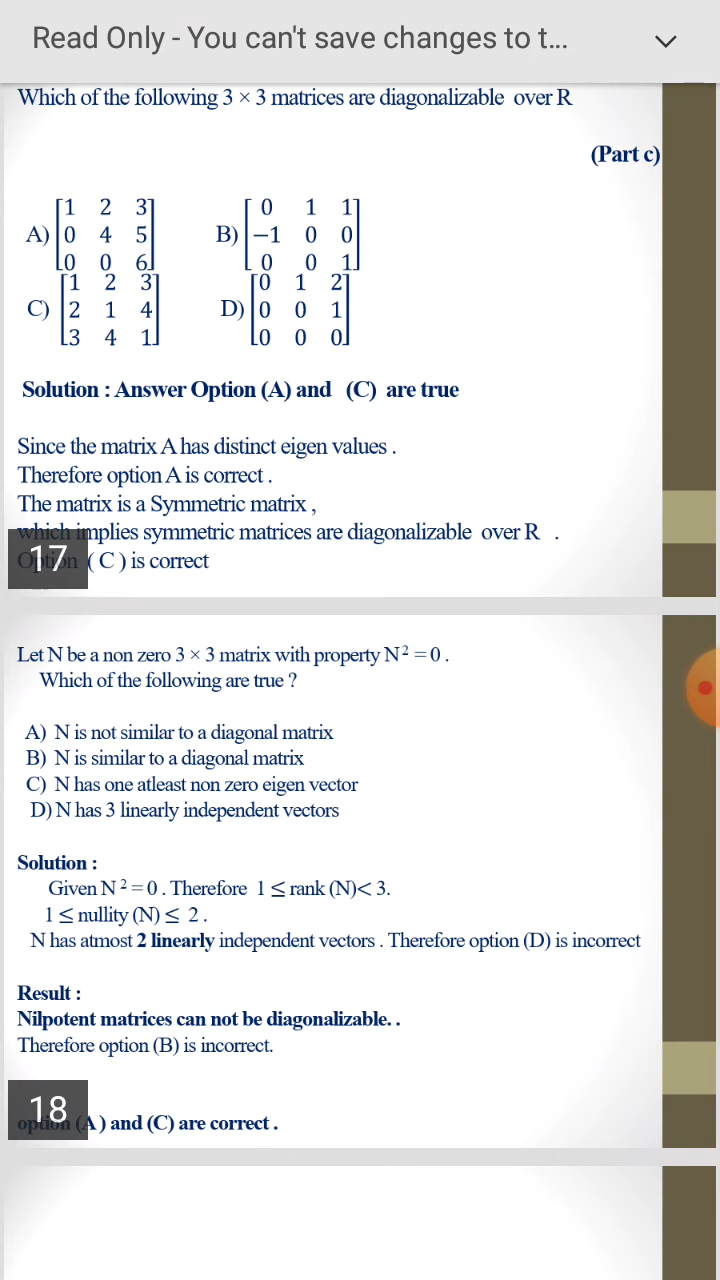 Read Only - You can't save changes to t...
Which of the following 3 × 3 matrices are diagonalizable over R
(Part c)
A) [1 2 3; 0 4 5; 0 0 6] B) [0 1 1; −1 0 0; 0 0 1]
C) [1 2 3; 2 1 4; 3 4 1] D) [0 1 2; 0 0 1; 0 0 0]
Solution : Answer Option (A) and (C) are true
Since the matrix A has distinct eigen values .
Therefore option A is correct .
The matrix is a Symmetric matrix ,
which implies symmetric matrices are diagonalizable over R .
Option ( C ) is correct
17
Let N be a non zero 3 × 3 matrix with property N² = 0 .
Which of the following are true ?
A) N is not similar to a diagonal matrix
B) N is similar to a diagonal matrix
C) N has one atleast non zero eigen vector
D) N has 3 linearly independent vectors
Solution :
Given N ² = 0 . Therefore 1 ≤ rank (N)< 3.
1 ≤ nullity (N) ≤ 2 .
N has atmost 2 linearly independent vectors . Therefore option (D) is incorrect
Result :
Nilpotent matrices can not be diagonalizable. .
Therefore option (B) is incorrect.
18
option (A ) and (C) are correct .